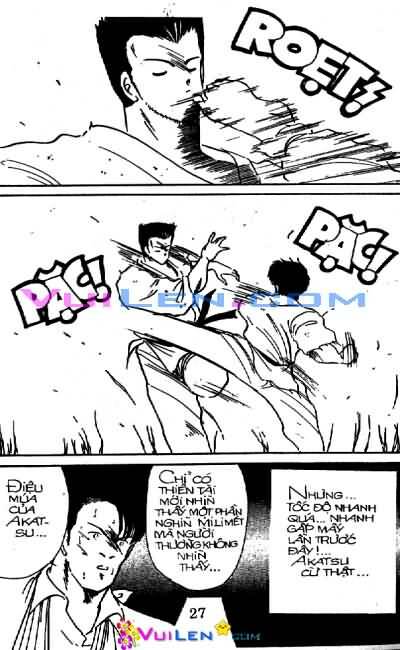 ROẸT!
PẶC!
PẶC!
VUILEN.COM
ĐIỆU
MÚA
CỦA
AKAT-
SU...
CHỈ CÓ
THIÊN TÀI
MỚI NHÌN
THẤY MỘT PHẦN
NGHÌN MILIMÉT
MÀ NGƯỜI
THƯỜNG KHÔNG
NHÌN
THẤY...
NHƯNG...
TỐC ĐỘ NHANH
QUÁ... NHANH
GẤP MẤY
LẦN TRƯỚC
ĐÂY!...
AKATSU
CỪ THẬT...
27
VUILEN.COM